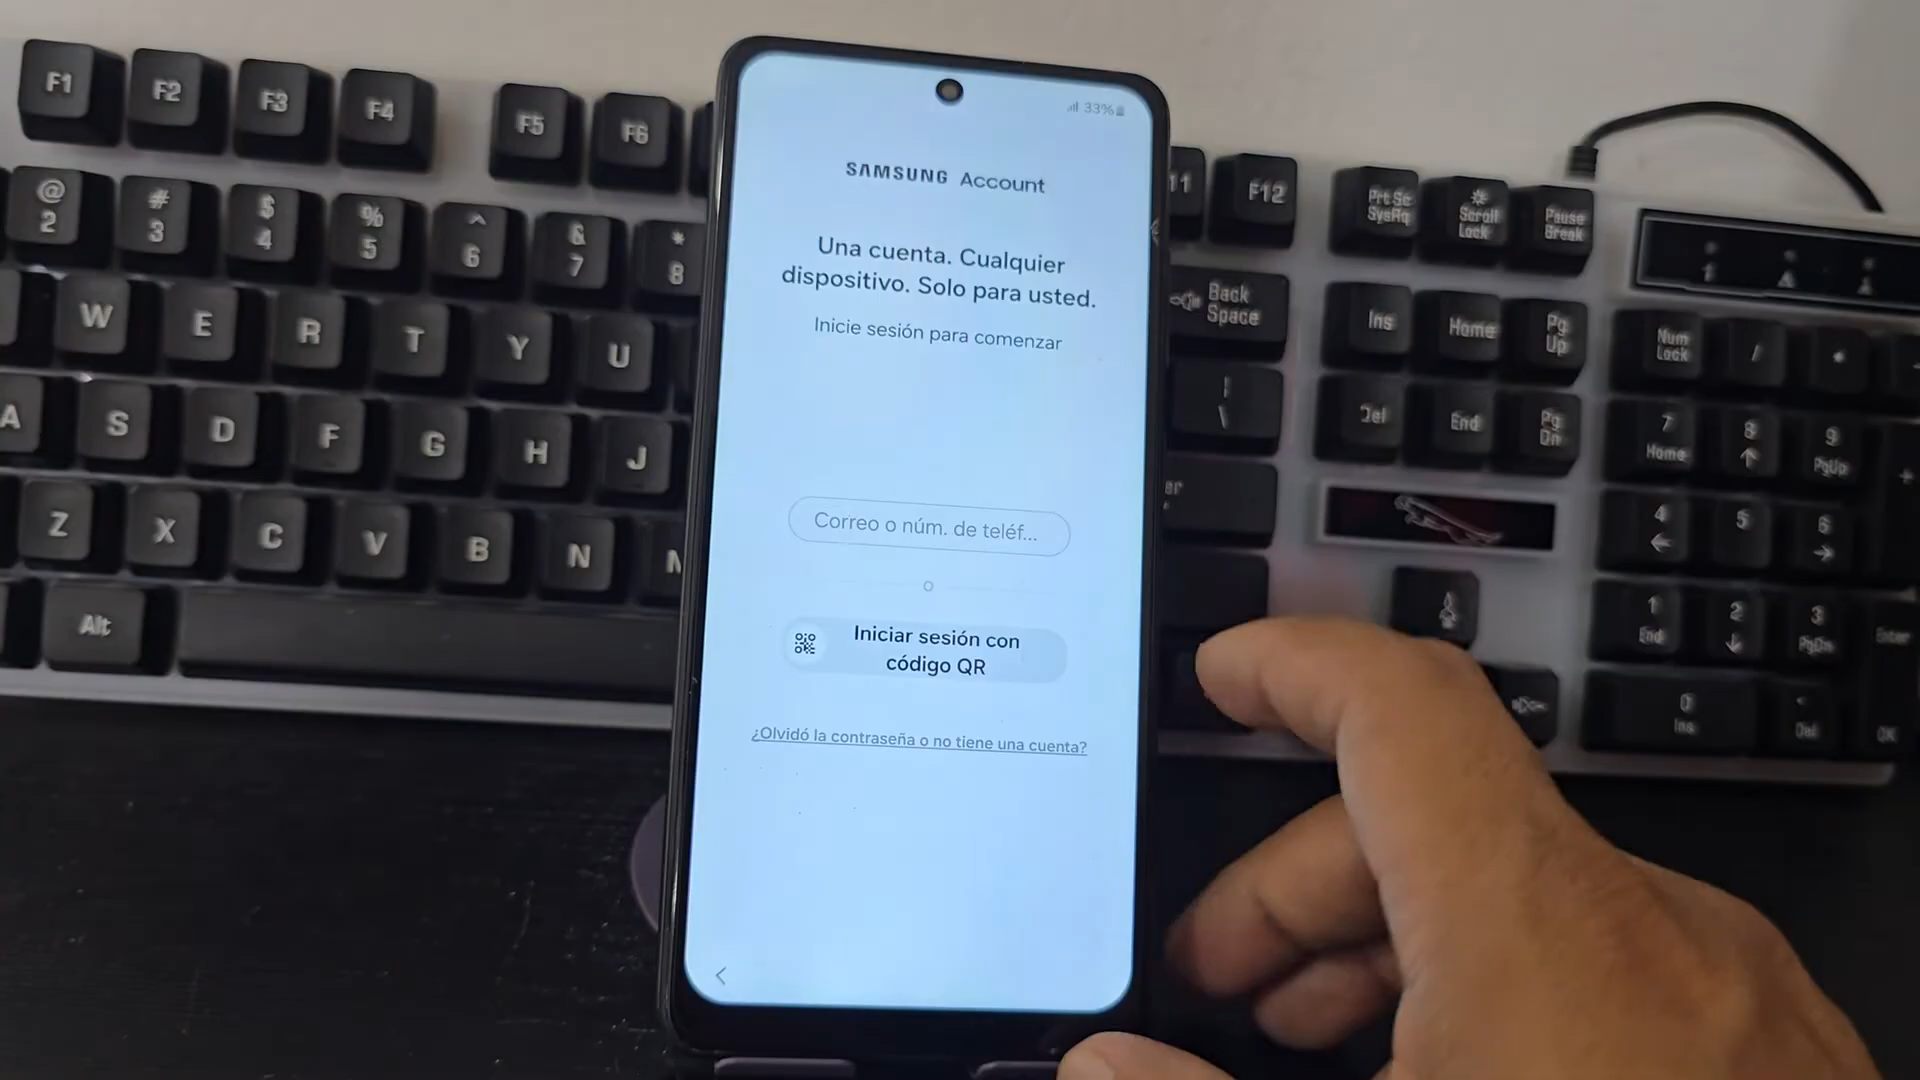 33%
SAMSUNG Account
Una cuenta. Cualquier
dispositivo. Solo para usted.
Inicie sesión para comenzar
Correo o núm. de teléf...
o
Iniciar sesión con
código QR
¿Olvidó la contraseña o no tiene una cuenta?
F1 F2 F3 F4 F5 F6
F12
Prt Sc
SysRq
Scroll
Lock
Pause
Break
@ # $ % ^ & *
2 3 4 5 6 7 8
Back
Space
Ins Home Pg
Up
Num
Lock
/ *
W E R T Y U
| \
Del End Pg
Dn
7 8 9
Home ↑ PgUp
+
A S D F G H J
4 5 6
← →
Z X C V B N
1 2 3
End ↓ PgDn
Enter
Alt
0
Ins
.
Del